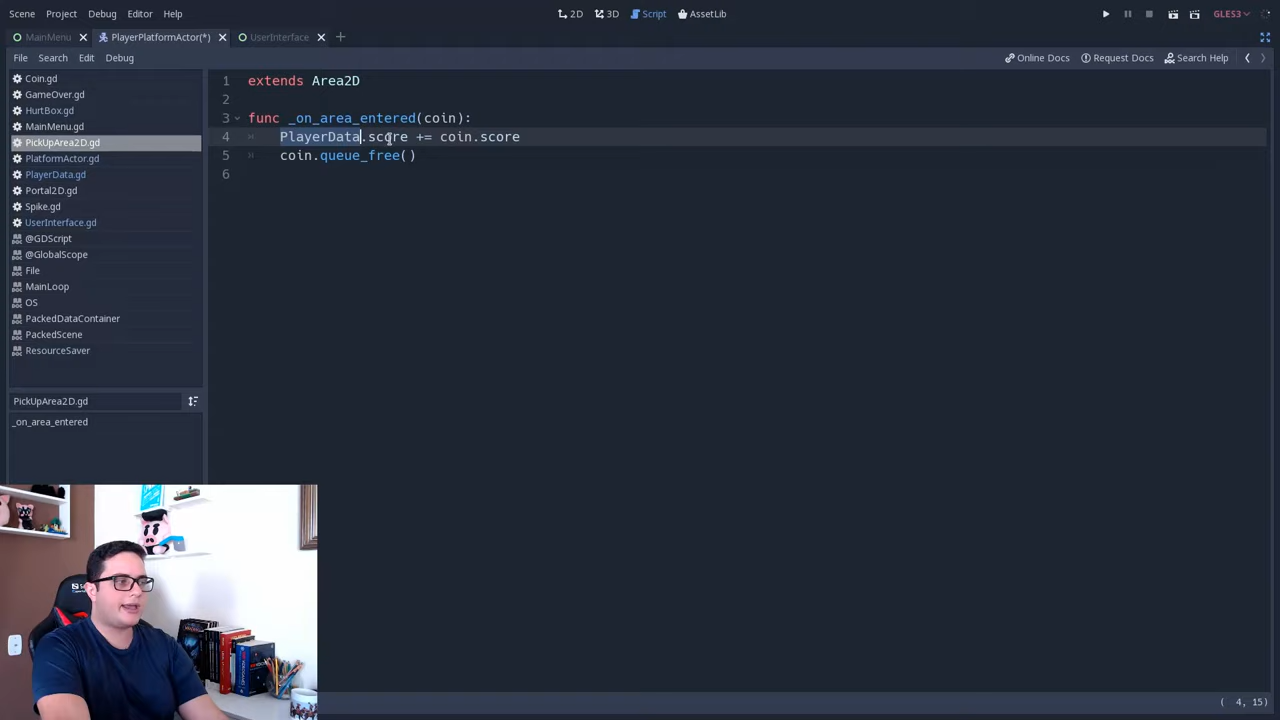 Scene Project Debug Editor Help 2D 3D Script AssetLib GLES3
MainMenu PlayerPlatformActor(*) UserInterface
File Search Edit Debug Online Docs Request Docs Search Help
Coin.gd
GameOver.gd
HurtBox.gd
MainMenu.gd
PickUpArea2D.gd
PlatformActor.gd
PlayerData.gd
Portal2D.gd
Spike.gd
UserInterface.gd
@GDScript
@GlobalScope
File
MainLoop
OS
PackedDataContainer
PackedScene
ResourceSaver
PickUpArea2D.gd
_on_area_entered
1 extends Area2D
2
3 func _on_area_entered(coin):
4 PlayerData.score += coin.score
5 coin.queue_free()
6
( 4, 15)